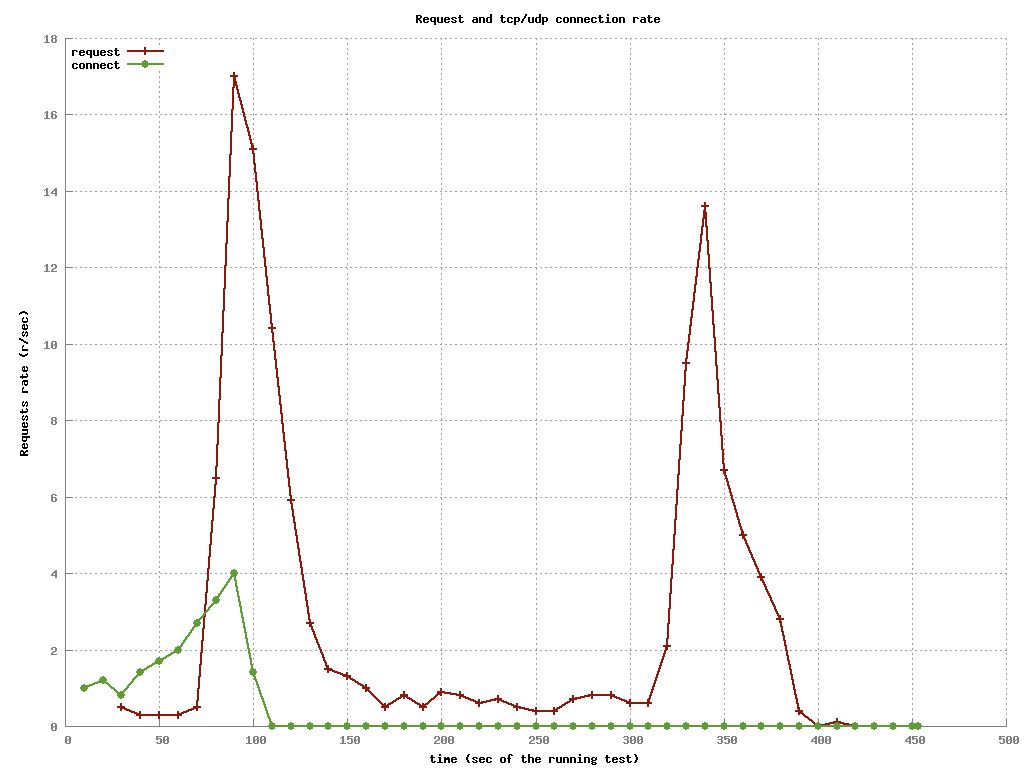 Request and tcp/udp connection rate
request
connect
18
16
14
12
10
8
6
4
2
0
Requests rate (r/sec)
0 50 100 150 200 250 300 350 400 450 500
time (sec of the running test)